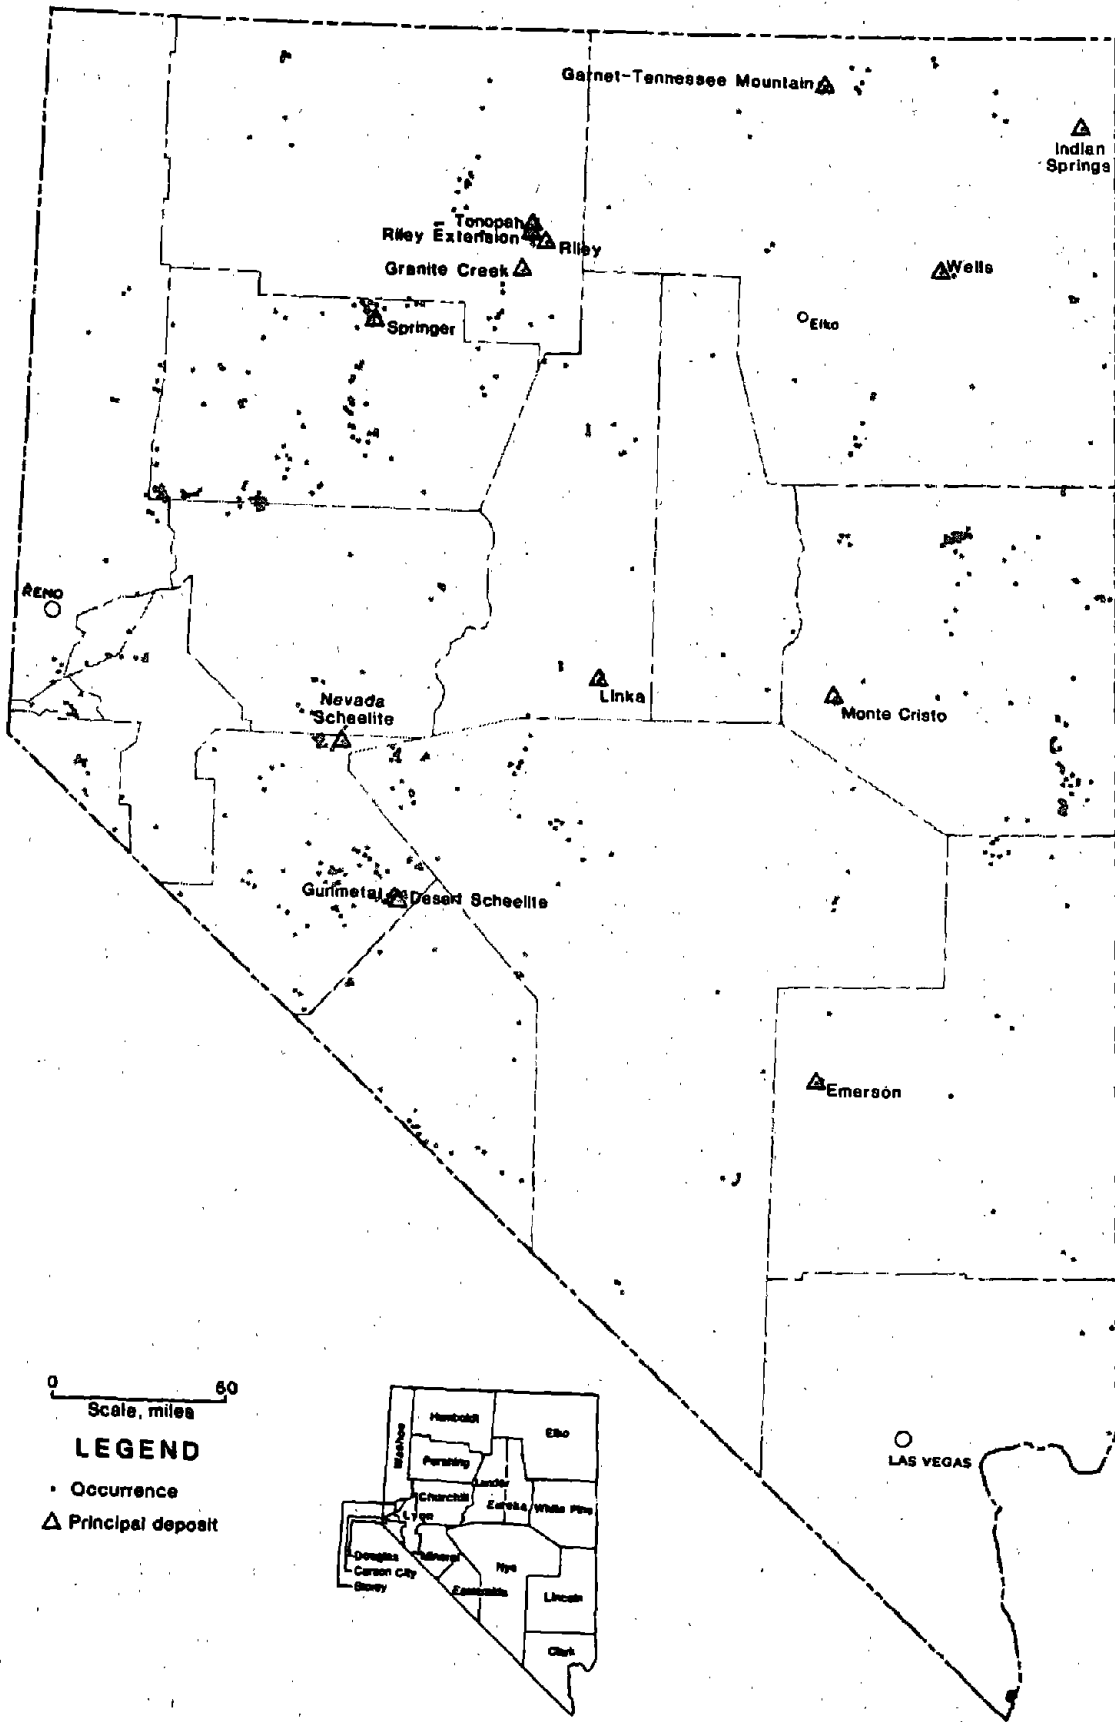 Garnet-Tennessee Mountain
Indian
Springs
Tonopah
Riley Extension
Riley
Granite Creek
Wells
Springer
Elko
RENO
Nevada
Scheelite
Linka
Monte Cristo
Gunmetal
Desert Scheelite
Emerson
0 50
Scale, miles
LEGEND
Occurrence
Principal deposit
LAS VEGAS
Washoe
Humboldt
Elko
Pershing
Lander
Churchill
Eureka
White Pine
Lyon
Douglas
Mineral
Carson City
Nye
Storey
Esmeralda
Lincoln
Clark